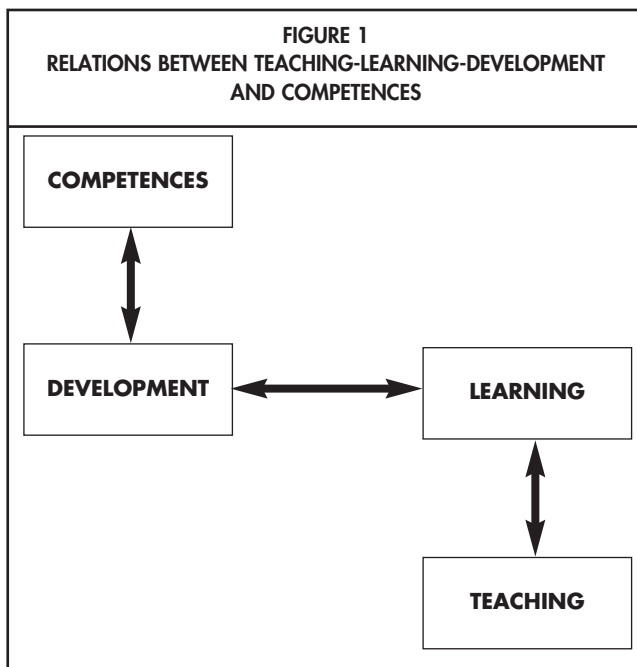 FIGURE 1
RELATIONS BETWEEN TEACHING-LEARNING-DEVELOPMENT
AND COMPETENCES
COMPETENCES
DEVELOPMENT
LEARNING
TEACHING